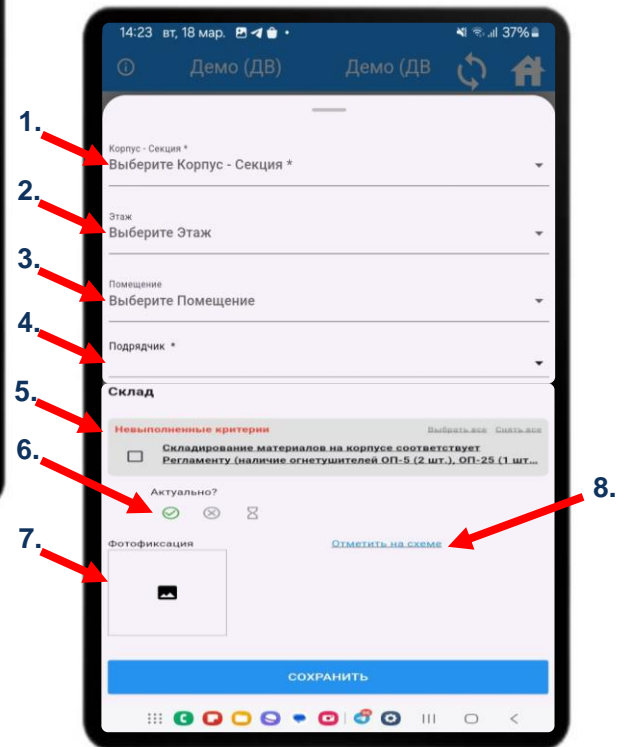 14:23 вт, 18 мар.
37%
Демо (ДВ)
Демо (ДВ
1.
Корпус - Секция *
Выберите Корпус - Секция *
2.
Этаж
Выберите Этаж
3.
Помещение
Выберите Помещение
4.
Подрядчик *
Склад
5.
Невыполненные критерии
Выбрать все Снять все
6.
Складирование материалов на корпусе соответствует
Регламенту (наличие огнетушителей ОП-5 (2 шт.), ОП-25 (1 шт...
Актуально?
8.
7.
Фотофиксация
Отметить на схеме
СОХРАНИТЬ